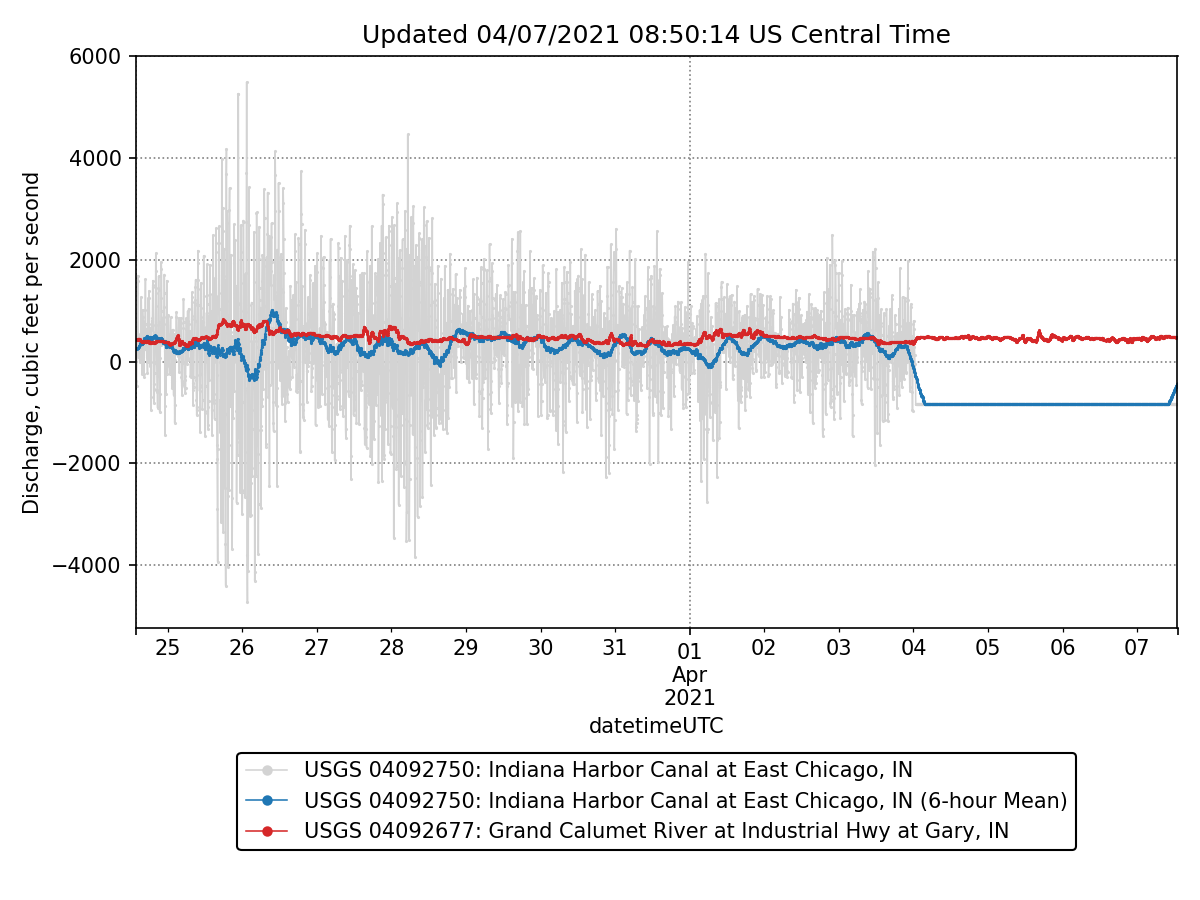 Updated 04/07/2021 08:50:14 US Central Time
Discharge, cubic feet per second
6000
4000
2000
0
−2000
−4000
25 26 27 28 29 30 31 01 02 03 04 05 06 07
Apr
2021
datetimeUTC
USGS 04092750: Indiana Harbor Canal at East Chicago, IN
USGS 04092750: Indiana Harbor Canal at East Chicago, IN (6-hour Mean)
USGS 04092677: Grand Calumet River at Industrial Hwy at Gary, IN